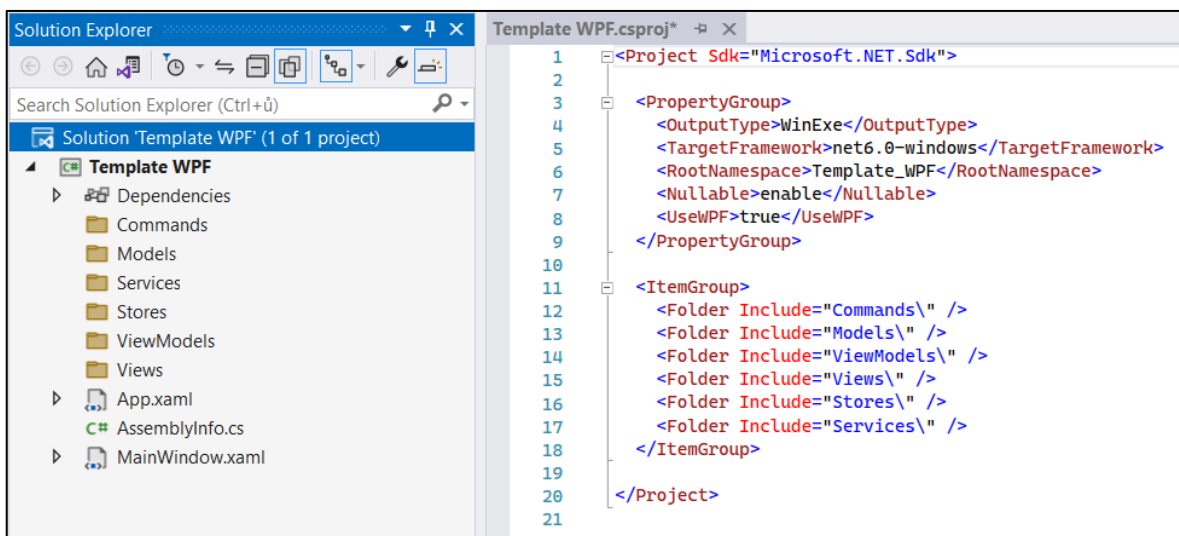 Solution Explorer
Search Solution Explorer (Ctrl+ů)
Solution 'Template WPF' (1 of 1 project)
C# Template WPF
Dependencies
Commands
Models
Services
Stores
ViewModels
Views
App.xaml
C# AssemblyInfo.cs
MainWindow.xaml
Template WPF.csproj*
1 <Project Sdk="Microsoft.NET.Sdk">
2
3 <PropertyGroup>
4 <OutputType>WinExe</OutputType>
5 <TargetFramework>net6.0-windows</TargetFramework>
6 <RootNamespace>Template_WPF</RootNamespace>
7 <Nullable>enable</Nullable>
8 <UseWPF>true</UseWPF>
9 </PropertyGroup>
10
11 <ItemGroup>
12 <Folder Include="Commands\" />
13 <Folder Include="Models\" />
14 <Folder Include="ViewModels\" />
15 <Folder Include="Views\" />
16 <Folder Include="Stores\" />
17 <Folder Include="Services\" />
18 </ItemGroup>
19
20 </Project>
21